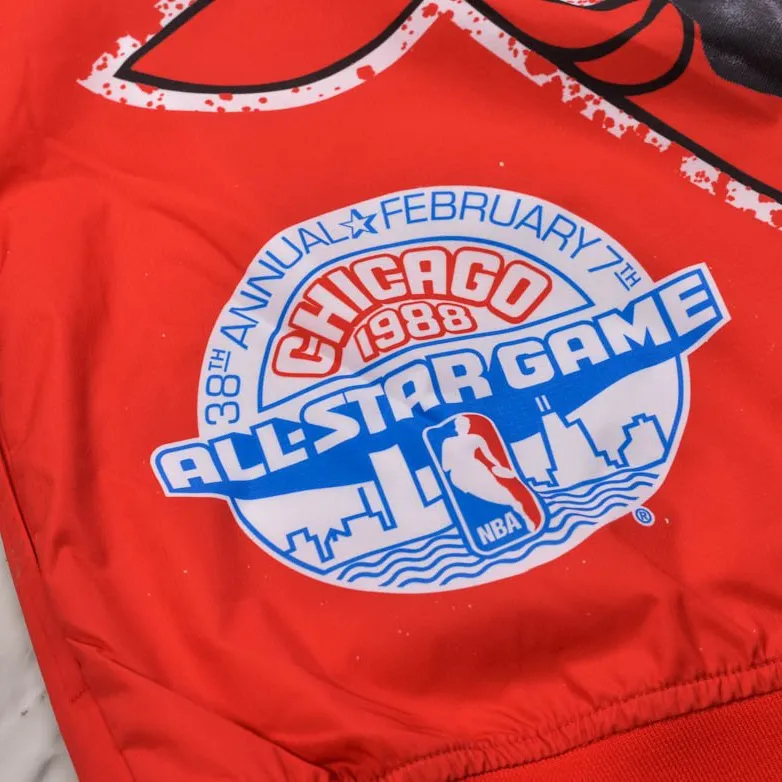 38TH ANNUAL☆FEBRUARY 7TH
CHICAGO
1988
ALL-STAR GAME
NBA
®